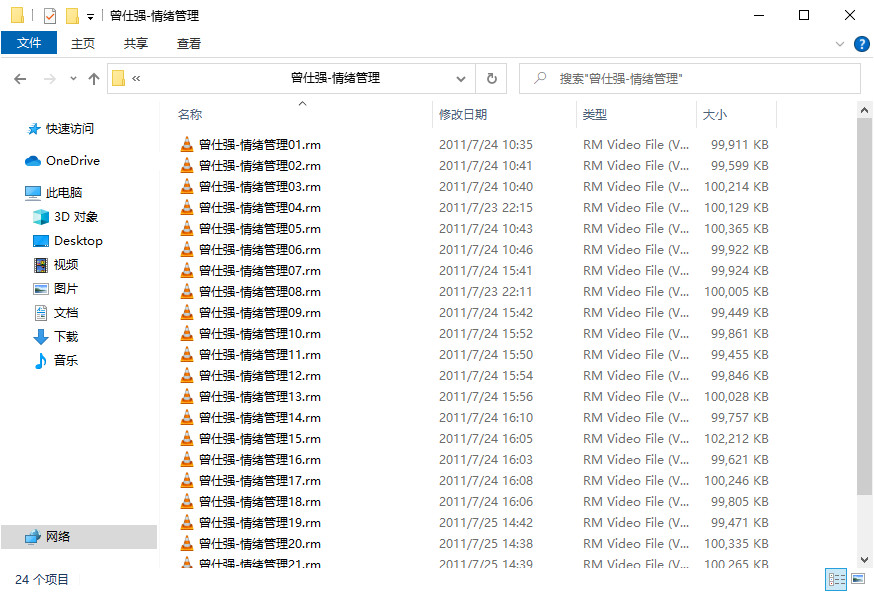 曾仕强-情绪管理
文件 主页 共享 查看
« 曾仕强-情绪管理 搜索"曾仕强-情绪管理"
名称 修改日期 类型 大小
快速访问
OneDrive
此电脑
3D 对象
Desktop
视频
图片
文档
下载
音乐
网络
曾仕强-情绪管理01.rm 2011/7/24 10:35 RM Video File (V... 99,911 KB
曾仕强-情绪管理02.rm 2011/7/24 10:41 RM Video File (V... 99,599 KB
曾仕强-情绪管理03.rm 2011/7/24 10:40 RM Video File (V... 100,214 KB
曾仕强-情绪管理04.rm 2011/7/23 22:15 RM Video File (V... 100,129 KB
曾仕强-情绪管理05.rm 2011/7/24 10:43 RM Video File (V... 100,365 KB
曾仕强-情绪管理06.rm 2011/7/24 10:46 RM Video File (V... 99,922 KB
曾仕强-情绪管理07.rm 2011/7/24 15:41 RM Video File (V... 99,924 KB
曾仕强-情绪管理08.rm 2011/7/23 22:11 RM Video File (V... 100,005 KB
曾仕强-情绪管理09.rm 2011/7/24 15:42 RM Video File (V... 99,449 KB
曾仕强-情绪管理10.rm 2011/7/24 15:52 RM Video File (V... 99,861 KB
曾仕强-情绪管理11.rm 2011/7/24 15:50 RM Video File (V... 99,455 KB
曾仕强-情绪管理12.rm 2011/7/24 15:54 RM Video File (V... 99,846 KB
曾仕强-情绪管理13.rm 2011/7/24 15:56 RM Video File (V... 100,028 KB
曾仕强-情绪管理14.rm 2011/7/24 16:10 RM Video File (V... 99,757 KB
曾仕强-情绪管理15.rm 2011/7/24 16:05 RM Video File (V... 102,212 KB
曾仕强-情绪管理16.rm 2011/7/24 16:03 RM Video File (V... 99,621 KB
曾仕强-情绪管理17.rm 2011/7/24 16:08 RM Video File (V... 100,246 KB
曾仕强-情绪管理18.rm 2011/7/24 16:06 RM Video File (V... 99,805 KB
曾仕强-情绪管理19.rm 2011/7/25 14:42 RM Video File (V... 99,471 KB
曾仕强-情绪管理20.rm 2011/7/25 14:38 RM Video File (V... 100,335 KB
曾仕强-情绪管理21.rm 2011/7/25 14:39 RM Video File (V... 100,265 KB
24 个项目